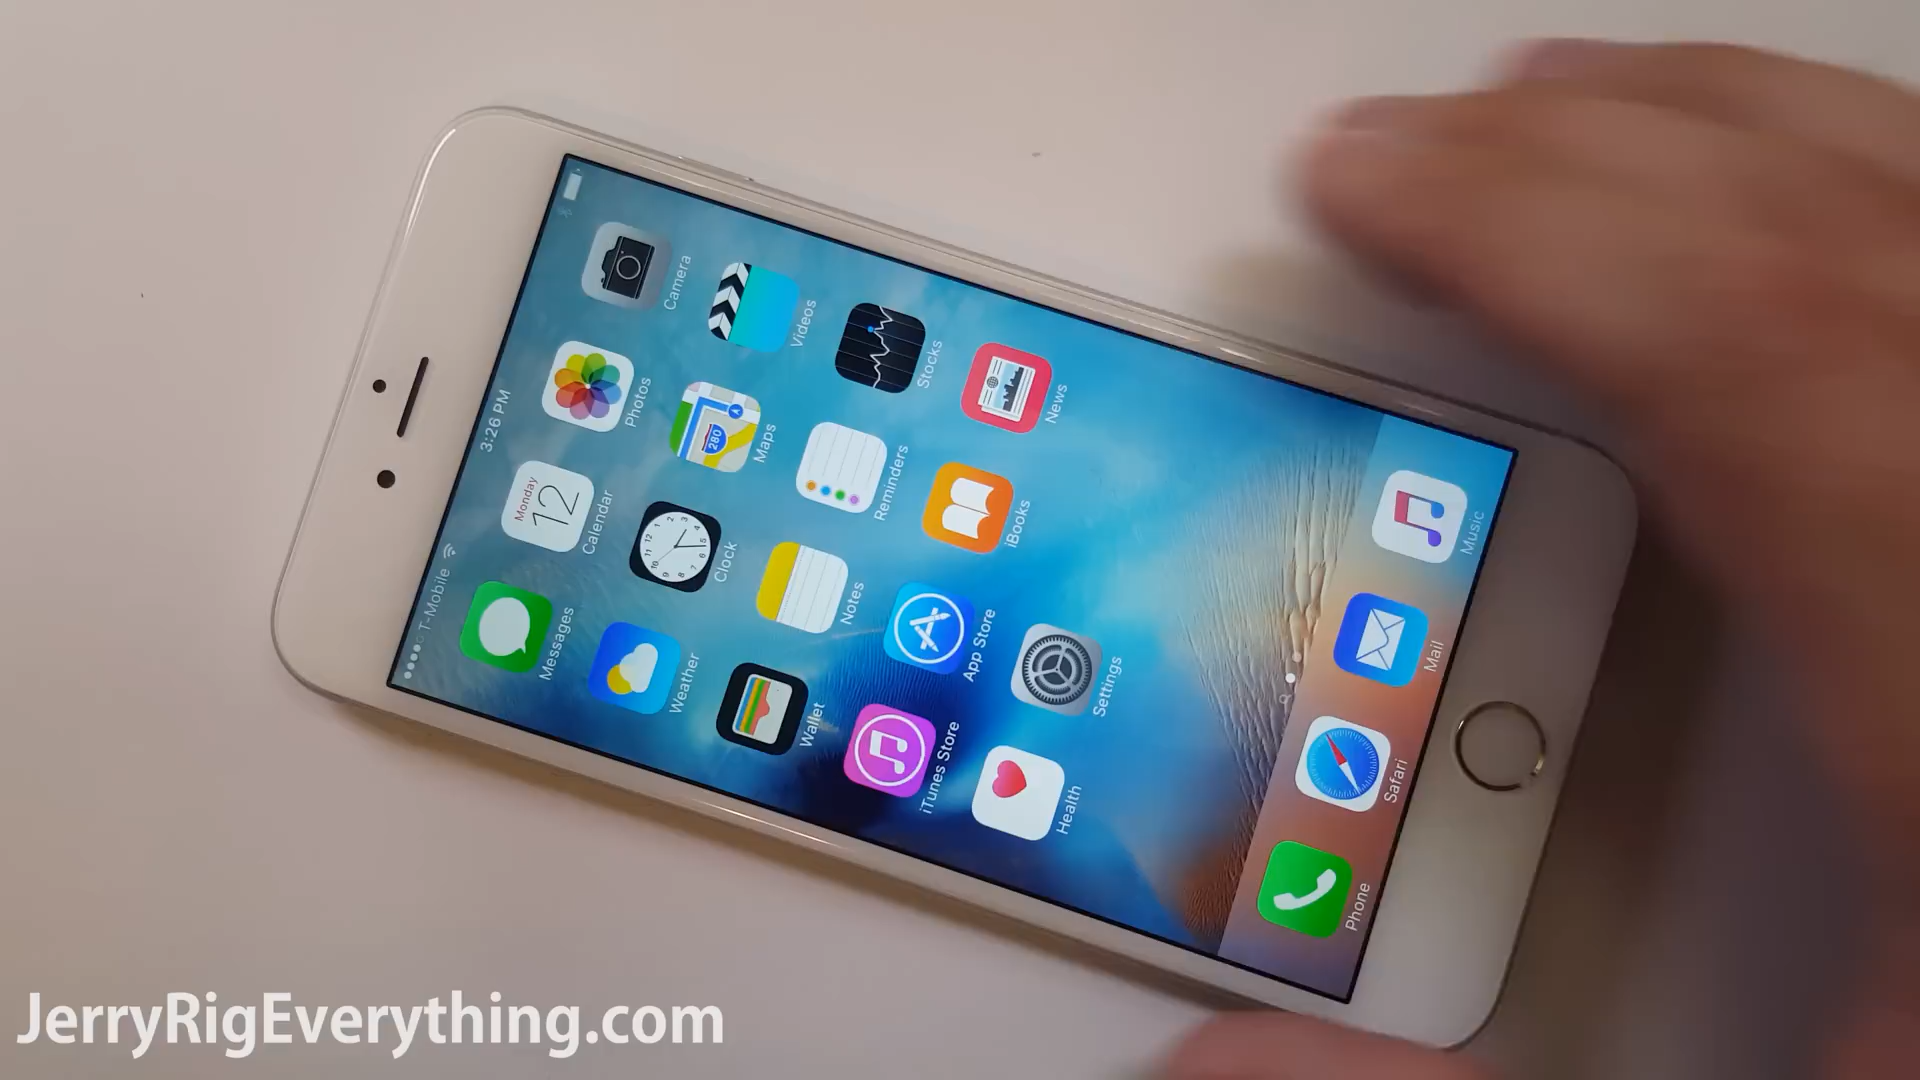 T-Mobile
3:26 PM
Messages
Monday
12
Calendar
Photos
Camera
Weather
Clock
280
Maps
Videos
Wallet
Notes
Reminders
Stocks
iTunes Store
App Store
iBooks
News
Health
Settings
Phone
Safari
Mail
Music
JerryRigEverything.com